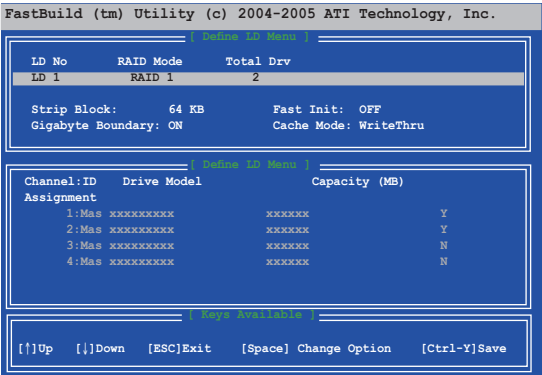 FastBuild (tm) Utility (c) 2004-2005 ATI Technology, Inc.
[ Define LD Menu ]
LD No RAID Mode Total Drv
LD 1 RAID 1 2
Strip Block: 64 KB Fast Init: OFF
Gigabyte Boundary: ON Cache Mode: WriteThru
[ Define LD Menu ]
Channel:ID Drive Model Capacity (MB)
Assignment
1:Mas xxxxxxxxx xxxxxx Y
2:Mas xxxxxxxxx xxxxxx Y
3:Mas xxxxxxxxx xxxxxx N
4:Mas xxxxxxxxx xxxxxx N
[ Keys Available ]
[↑]Up [↓]Down [ESC]Exit [Space] Change Option [Ctrl-Y]Save